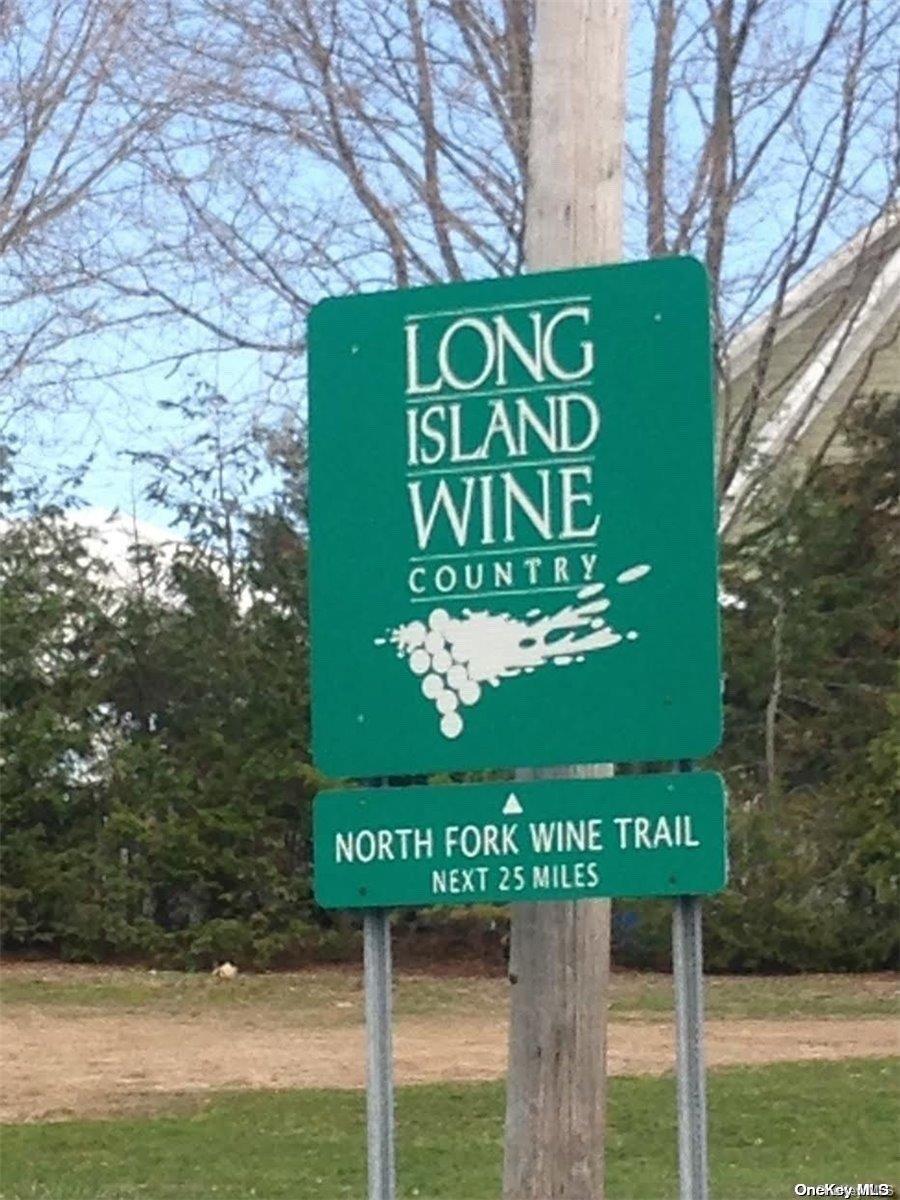 LONG
ISLAND
WINE
COUNTRY
NORTH FORK WINE TRAIL
NEXT 25 MILES
OneKey MLS